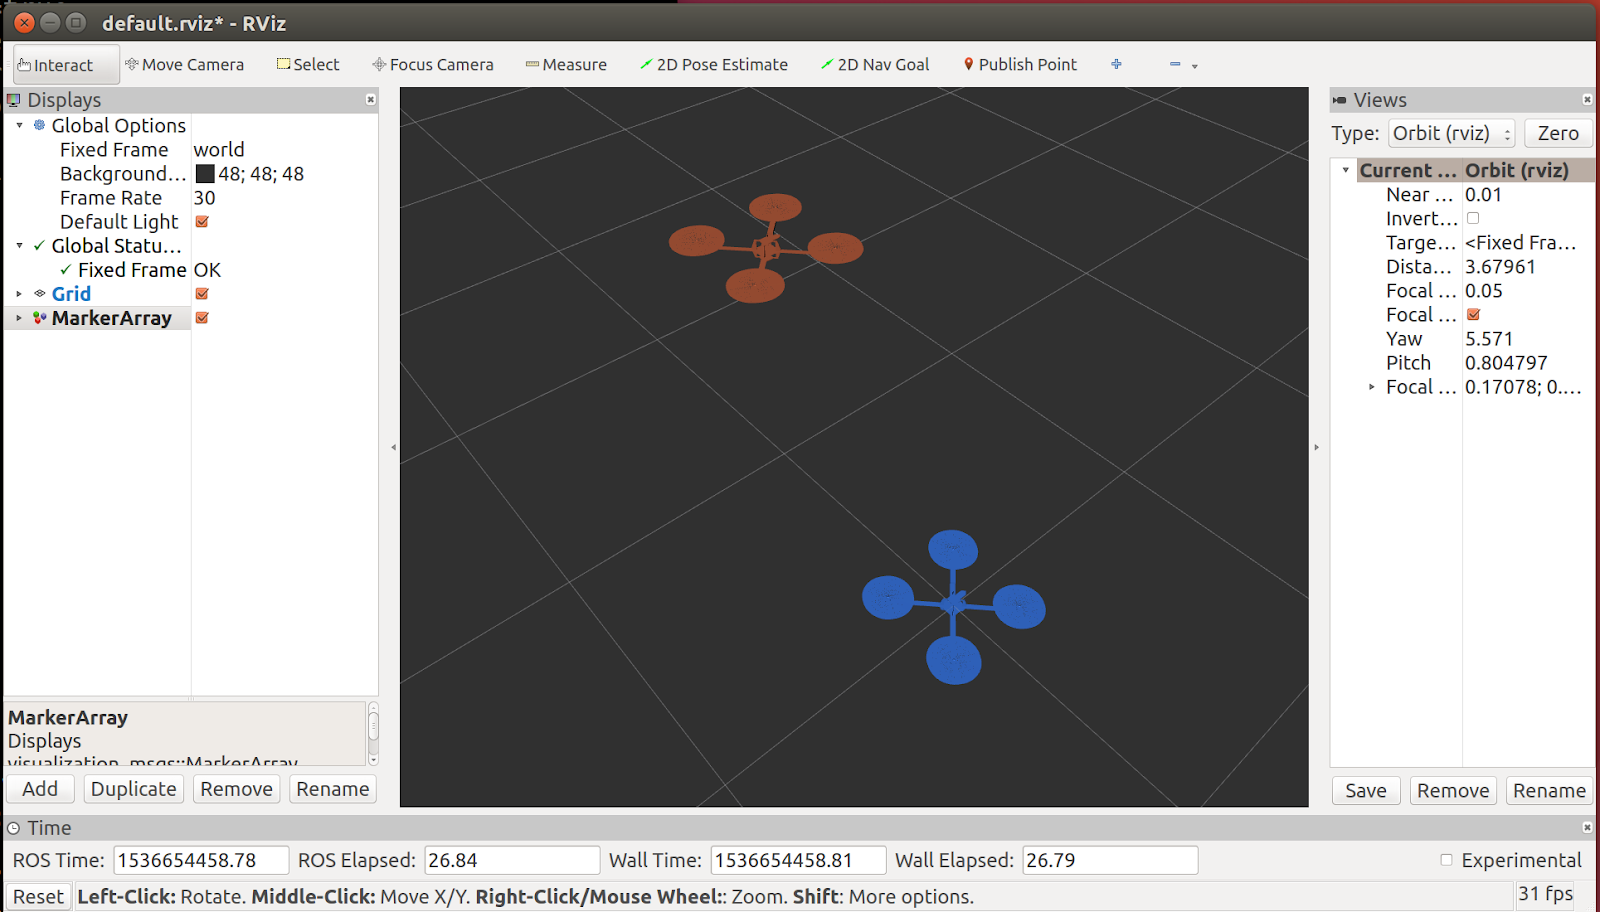 default.rviz* - RViz
Interact Move Camera Select Focus Camera Measure 2D Pose Estimate 2D Nav Goal Publish Point
Displays
Global Options
Fixed Frame world
Background... 48; 48; 48
Frame Rate 30
Default Light
Global Statu...
Fixed Frame OK
Grid
MarkerArray
MarkerArray
Displays
visualization_msgs::MarkerArray
Add Duplicate Remove Rename
Views
Type: Orbit (rviz) Zero
Current ... Orbit (rviz)
Near ... 0.01
Invert...
Targe... <Fixed Fra...
Dista... 3.67961
Focal ... 0.05
Focal ...
Yaw 5.571
Pitch 0.804797
Focal ... 0.17078; 0....
Save Remove Rename
Time
ROS Time: 1536654458.78 ROS Elapsed: 26.84 Wall Time: 1536654458.81 Wall Elapsed: 26.79 Experimental
Reset Left-Click: Rotate. Middle-Click: Move X/Y. Right-Click/Mouse Wheel:: Zoom. Shift: More options. 31 fps